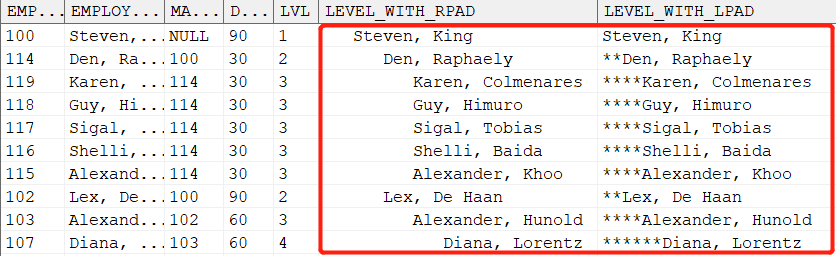 EMP... EMPLOY... MA... D... LVL LEVEL_WITH_RPAD LEVEL_WITH_LPAD
100 Steven,... NULL 90 1 Steven, King Steven, King
114 Den, Ra... 100 30 2 Den, Raphaely **Den, Raphaely
119 Karen, ... 114 30 3 Karen, Colmenares ****Karen, Colmenares
118 Guy, Hi... 114 30 3 Guy, Himuro ****Guy, Himuro
117 Sigal, ... 114 30 3 Sigal, Tobias ****Sigal, Tobias
116 Shelli,... 114 30 3 Shelli, Baida ****Shelli, Baida
115 Alexand... 114 30 3 Alexander, Khoo ****Alexander, Khoo
102 Lex, De... 100 90 2 Lex, De Haan **Lex, De Haan
103 Alexand... 102 60 3 Alexander, Hunold ****Alexander, Hunold
107 Diana, ... 103 60 4 Diana, Lorentz ******Diana, Lorentz